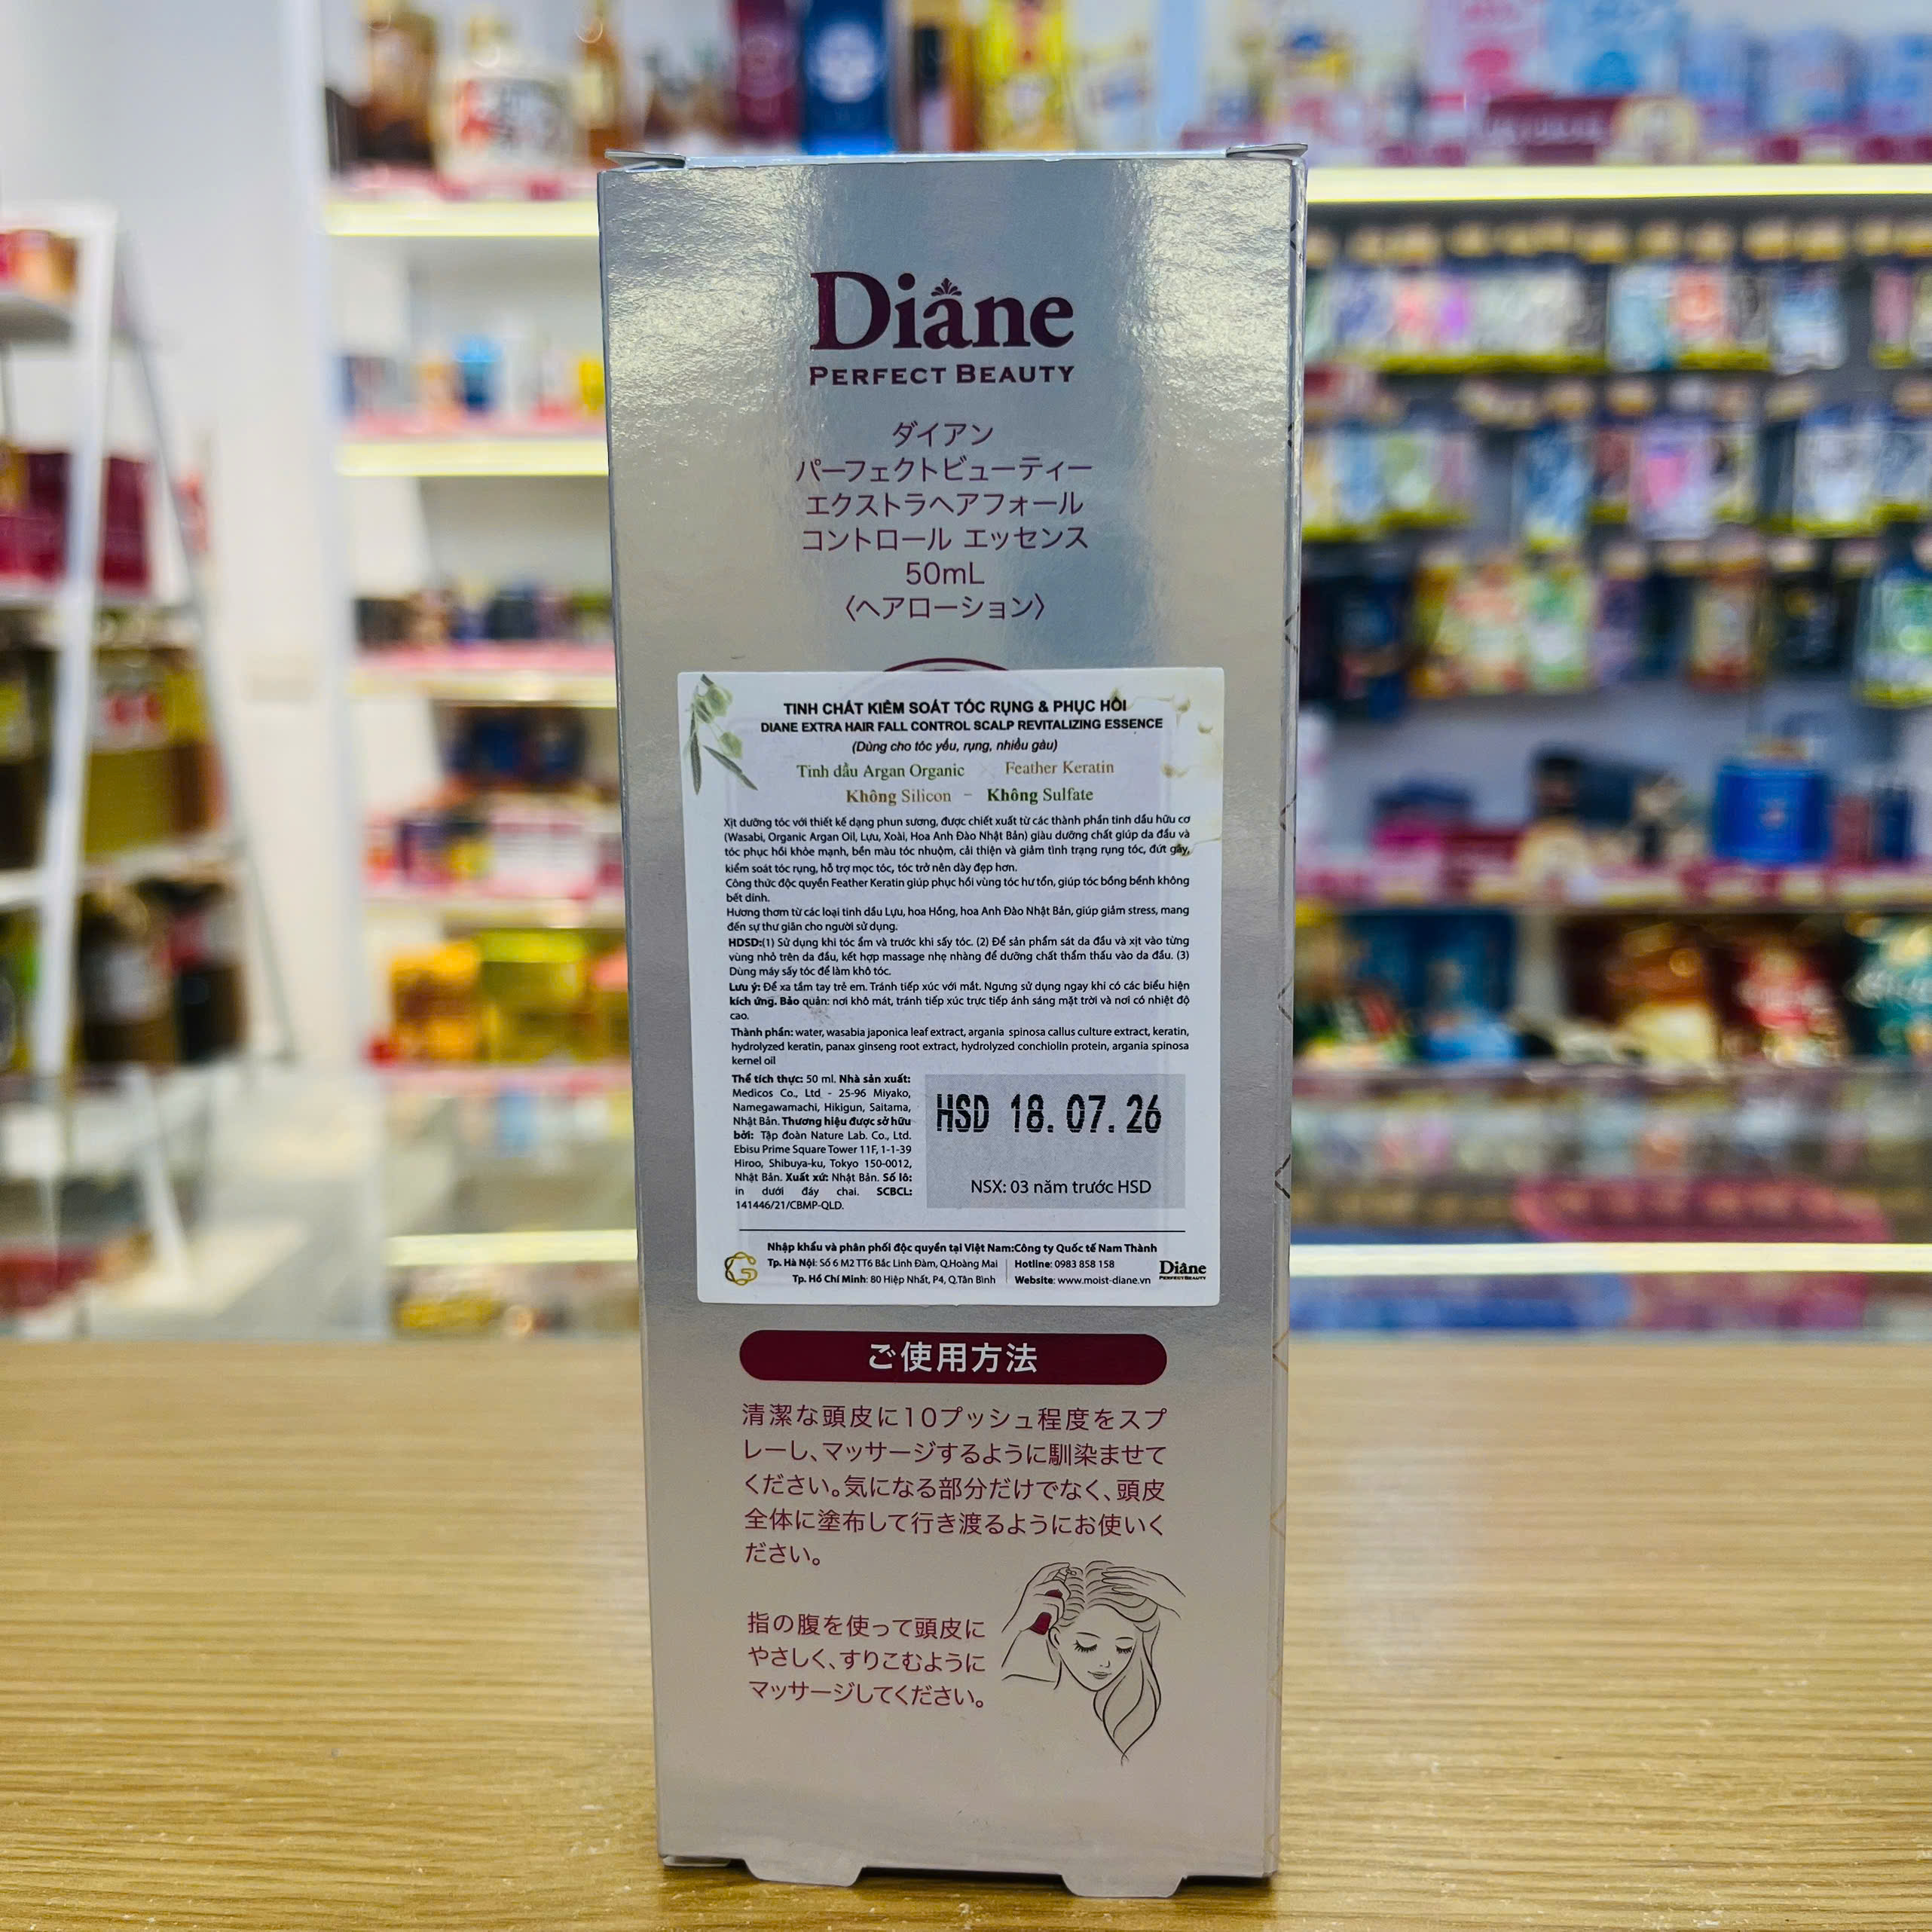 Diane
PERFECT BEAUTY
ダイアン
パーフェクトビューティー
エクストラヘアフォール
コントロール エッセンス
50mL
〈ヘアローション〉
TINH CHẤT KIỂM SOÁT TÓC RỤNG & PHỤC HỒI
DIANE EXTRA HAIR FALL CONTROL SCALP REVITALIZING ESSENCE
(Dùng cho tóc yếu, rụng, nhiều gàu)
Tinh dầu Argan Organic × Feather Keratin
Không Silicon – Không Sulfate
Xịt dưỡng tóc với thiết kế dạng phun sương, được chiết xuất từ các thành phần tinh dầu hữu cơ
(Wasabi, Organic Argan Oil, Lựu, Xoài, Hoa Anh Đào Nhật Bản) giàu dưỡng chất giúp da đầu và
tóc phục hồi khỏe mạnh, bền màu tóc nhuộm, cải thiện và giảm tình trạng rụng tóc, đứt gãy,
kiểm soát tóc rụng, hỗ trợ mọc tóc, tóc trở nên dày đẹp hơn.
Công thức độc quyền Feather Keratin giúp phục hồi vùng tóc hư tổn, giúp tóc bồng bềnh không
bết dính.
Hương thơm từ các loại tinh dầu Lựu, hoa Hồng, hoa Anh Đào Nhật Bản, giúp giảm stress, mang
đến sự thư giãn cho người sử dụng.
HDSD:(1) Sử dụng khi tóc ẩm và trước khi sấy tóc. (2) Để sản phẩm sát da đầu và xịt vào từng
vùng nhỏ trên da đầu, kết hợp massage nhẹ nhàng để dưỡng chất thẩm thấu vào da đầu. (3)
Dùng máy sấy tóc để làm khô tóc.
Lưu ý: Để xa tầm tay trẻ em. Tránh tiếp xúc với mắt. Ngưng sử dụng ngay khi có các biểu hiện
kích ứng. Bảo quản: nơi khô mát, tránh tiếp xúc trực tiếp ánh sáng mặt trời và nơi có nhiệt độ
cao.
Thành phần: water, wasabia japonica leaf extract, argania spinosa callus culture extract, keratin,
hydrolyzed keratin, panax ginseng root extract, hydrolyzed conchiolin protein, argania spinosa
kernel oil
Thể tích thực: 50 ml. Nhà sản xuất:
Medicos Co., Ltd - 25-96 Miyako,
Namegawamachi, Hikigun, Saitama,
Nhật Bản. Thương hiệu được sở hữu
bởi: Tập đoàn Nature Lab. Co., Ltd.
Ebisu Prime Square Tower 11F, 1-1-39
Hiroo, Shibuya-ku, Tokyo 150-0012,
Nhật Bản. Xuất xứ: Nhật Bản. Số lô:
in dưới đáy chai. SCBCL:
141446/21/CBMP-QLD.
HSD 18. 07. 26
NSX: 03 năm trước HSD
Nhập khẩu và phân phối độc quyền tại Việt Nam:Công ty Quốc tế Nam Thành
Tp. Hà Nội: Số 6 M2 TT6 Bắc Linh Đàm, Q.Hoàng Mai
Tp. Hồ Chí Minh: 80 Hiệp Nhất, P4, Q.Tân Bình
Hotline: 0983 858 158
Website: www.moist-diane.vn
Diane
PERFECT BEAUTY
ご使用方法
清潔な頭皮に10プッシュ程度をスプ
レーし、マッサージするように馴染ませて
ください。気になる部分だけでなく、頭皮
全体に塗布して行き渡るようにお使いく
ださい。
指の腹を使って頭皮に
やさしく、すりこむように
マッサージしてください。